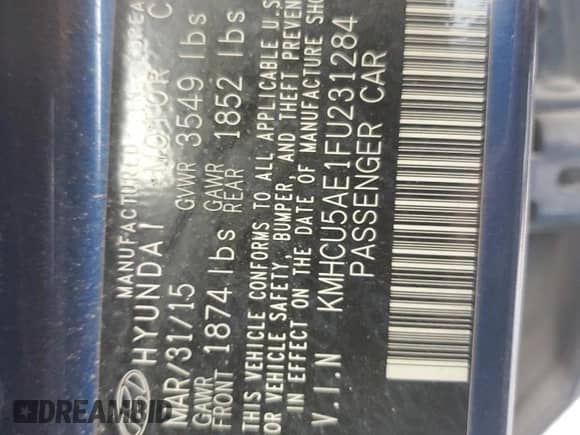 MANUFACTURED
HYUNDAI MOTOR C
MAR/31/15 GVWR 3549 lbs
GAWR GAWR
FRONT 1874 lbs REAR 1852 lbs
THIS VEHICLE CONFORMS TO ALL APPLICABLE U.S
OR VEHICLE SAFETY, BUMPER, AND THEFT PREVEN
IN EFFECT ON THE DATE OF MANUFACTURE SHO
V.I.N KMHCU5AE1FU231284
PASSENGER CAR
DREAMBID